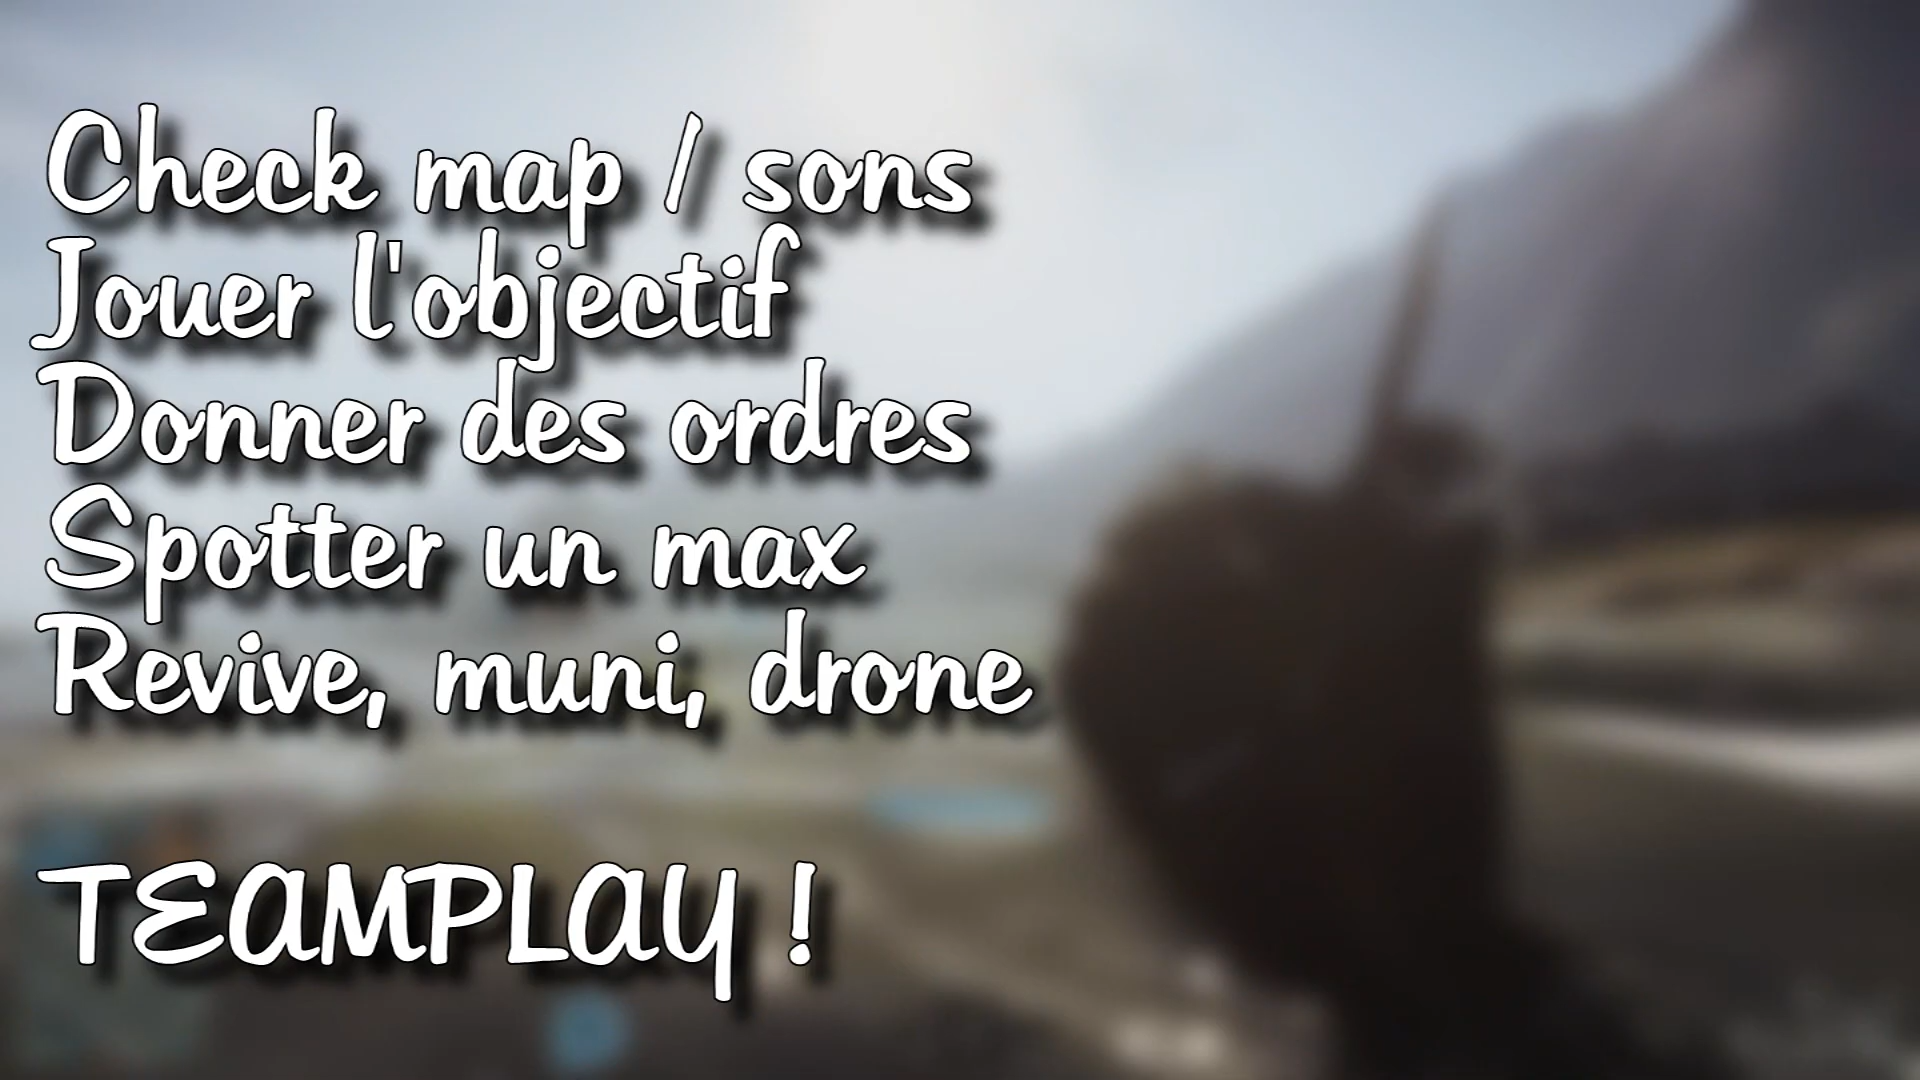 Check map / sons
Jouer l'objectif
Donner des ordres
Spotter un max
Revive, muni, drone
TEAMPLAY !